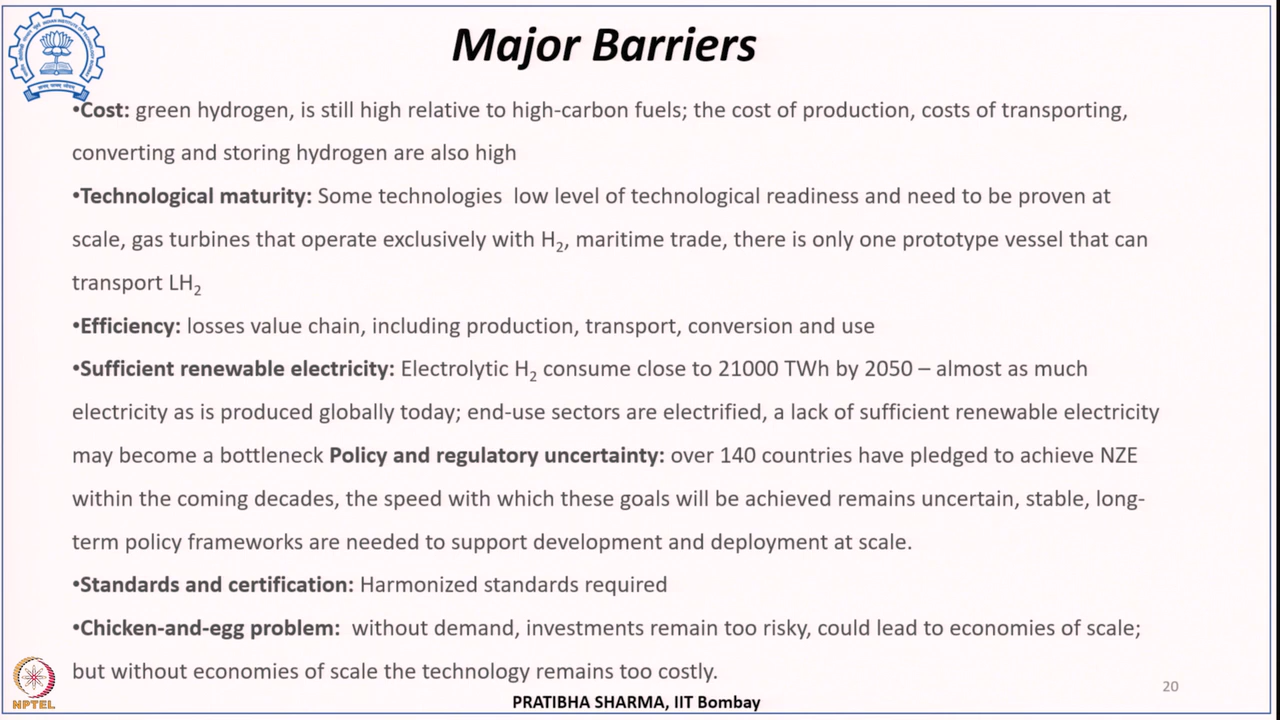 Major Barriers
•Cost: green hydrogen, is still high relative to high-carbon fuels; the cost of production, costs of transporting,
converting and storing hydrogen are also high
•Technological maturity: Some technologies low level of technological readiness and need to be proven at
scale, gas turbines that operate exclusively with H₂, maritime trade, there is only one prototype vessel that can
transport LH₂
•Efficiency: losses value chain, including production, transport, conversion and use
•Sufficient renewable electricity: Electrolytic H₂ consume close to 21000 TWh by 2050 – almost as much
electricity as is produced globally today; end-use sectors are electrified, a lack of sufficient renewable electricity
may become a bottleneck Policy and regulatory uncertainty: over 140 countries have pledged to achieve NZE
within the coming decades, the speed with which these goals will be achieved remains uncertain, stable, long-
term policy frameworks are needed to support development and deployment at scale.
•Standards and certification: Harmonized standards required
•Chicken-and-egg problem: without demand, investments remain too risky, could lead to economies of scale;
but without economies of scale the technology remains too costly.
20
NPTEL
PRATIBHA SHARMA, IIT Bombay